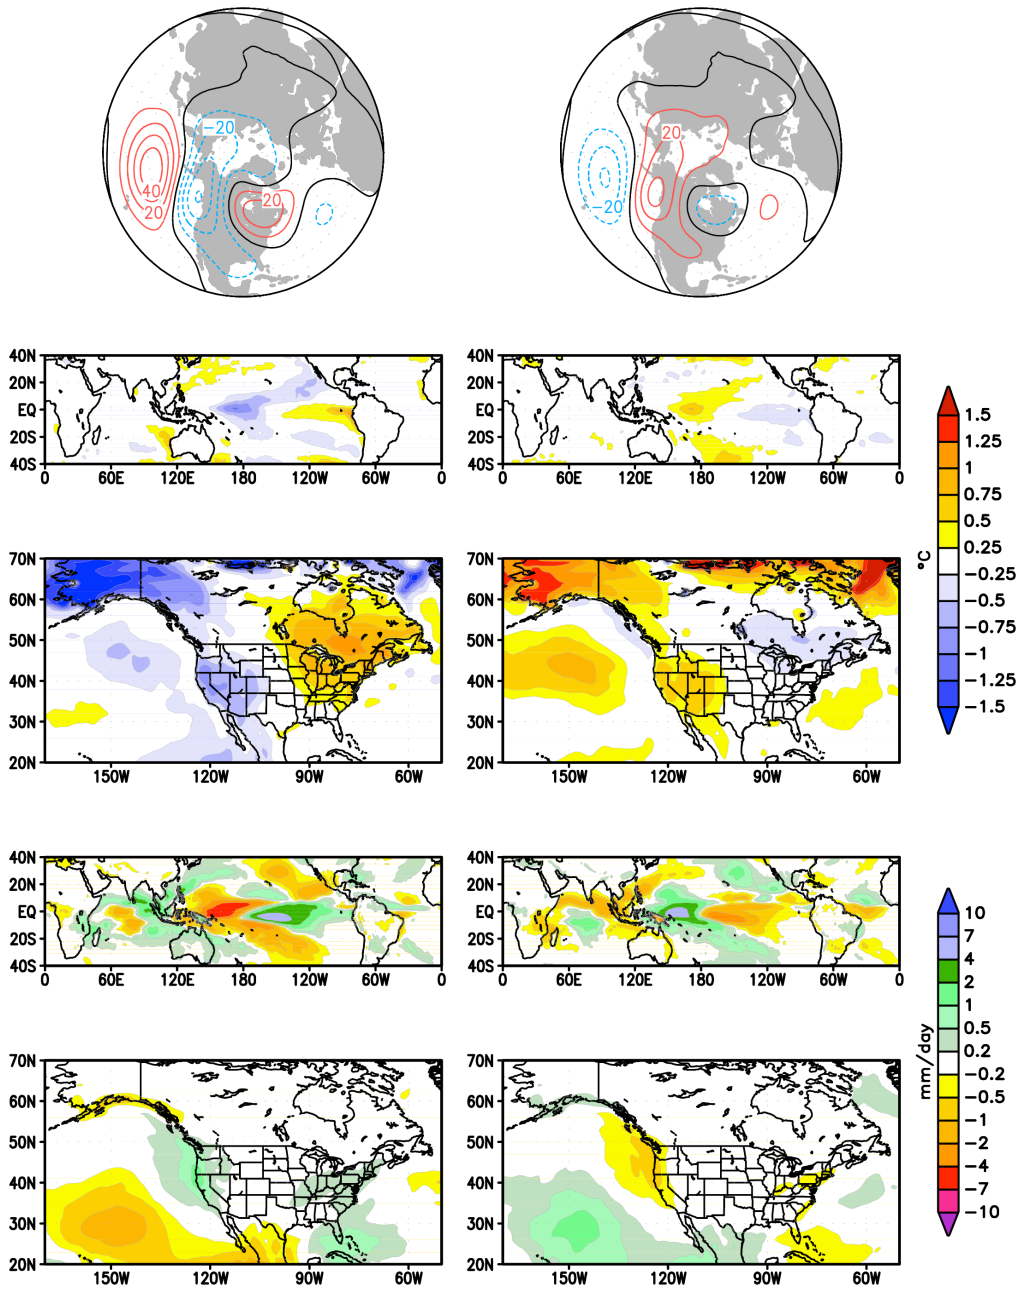 −20
40
20
20
20
−20
40N
20N
EQ
20S
40S
0 60E 120E 180 120W 60W 0
40N
20N
EQ
20S
40S
0 60E 120E 180 120W 60W 0
70N
60N
50N
40N
30N
20N
150W 120W 90W 60W
70N
60N
50N
40N
30N
20N
150W 120W 90W 60W
1.5
1.25
1
0.75
0.5
0.25
−0.25
−0.5
−0.75
−1
−1.25
−1.5
°C
40N
20N
EQ
20S
40S
0 60E 120E 180 120W 60W 0
40N
20N
EQ
20S
40S
0 60E 120E 180 120W 60W 0
70N
60N
50N
40N
30N
20N
150W 120W 90W 60W
70N
60N
50N
40N
30N
20N
150W 120W 90W 60W
10
7
4
2
1
0.5
0.2
−0.2
−0.5
−1
−2
−4
−7
−10
mm/day